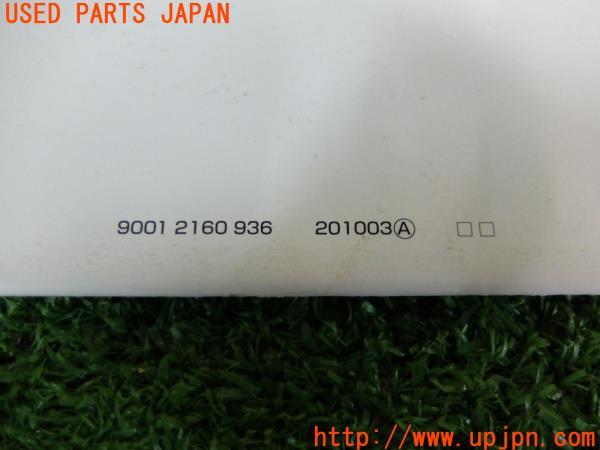 USED PARTS JAPAN
9001 2160 936 201003Ⓐ □□
http://www.upjpn.com/